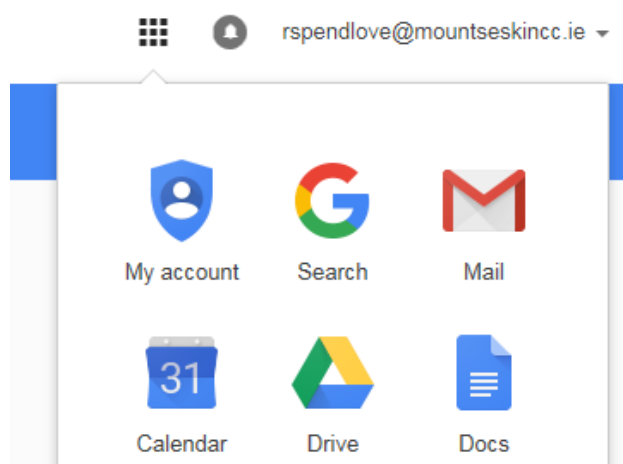 rspendlove@mountseskincc.ie
My account Search Mail
31
Calendar Drive Docs